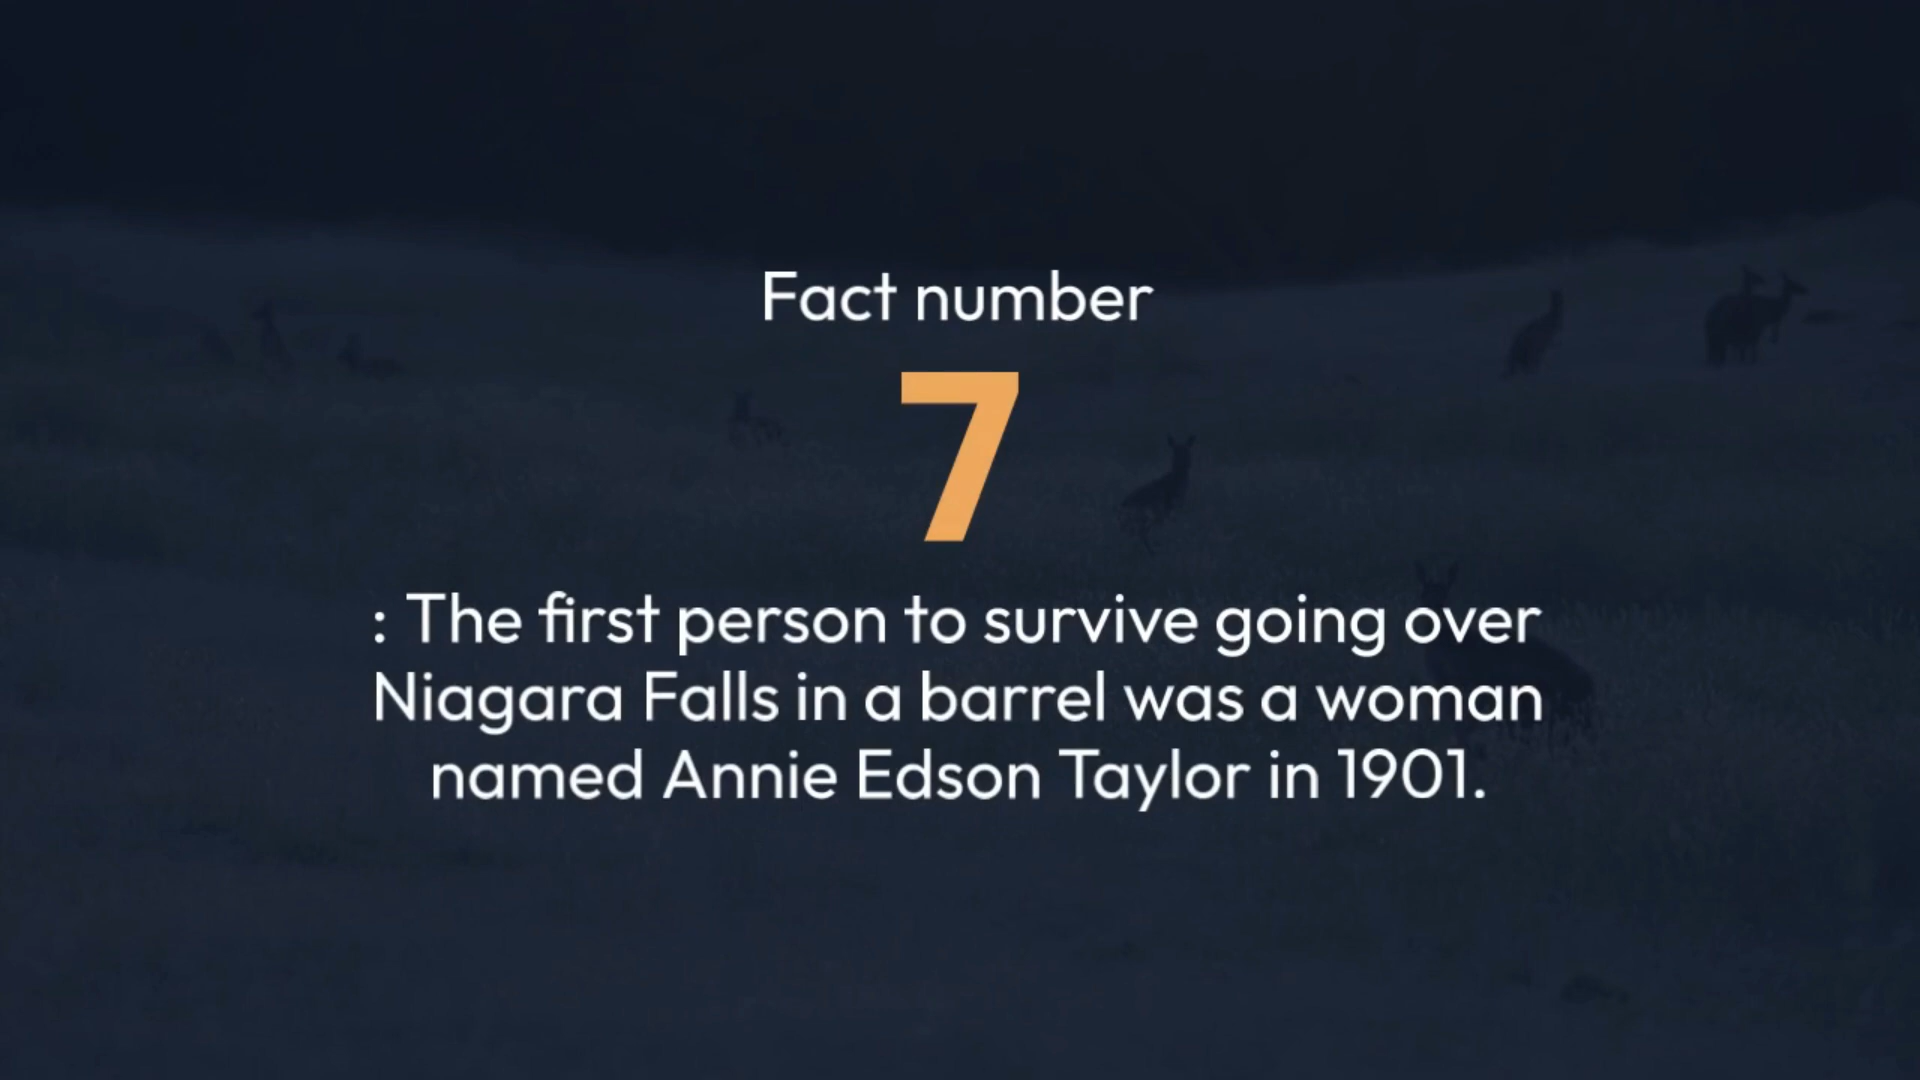 Fact number
7
: The first person to survive going over
Niagara Falls in a barrel was a woman
named Annie Edson Taylor in 1901.